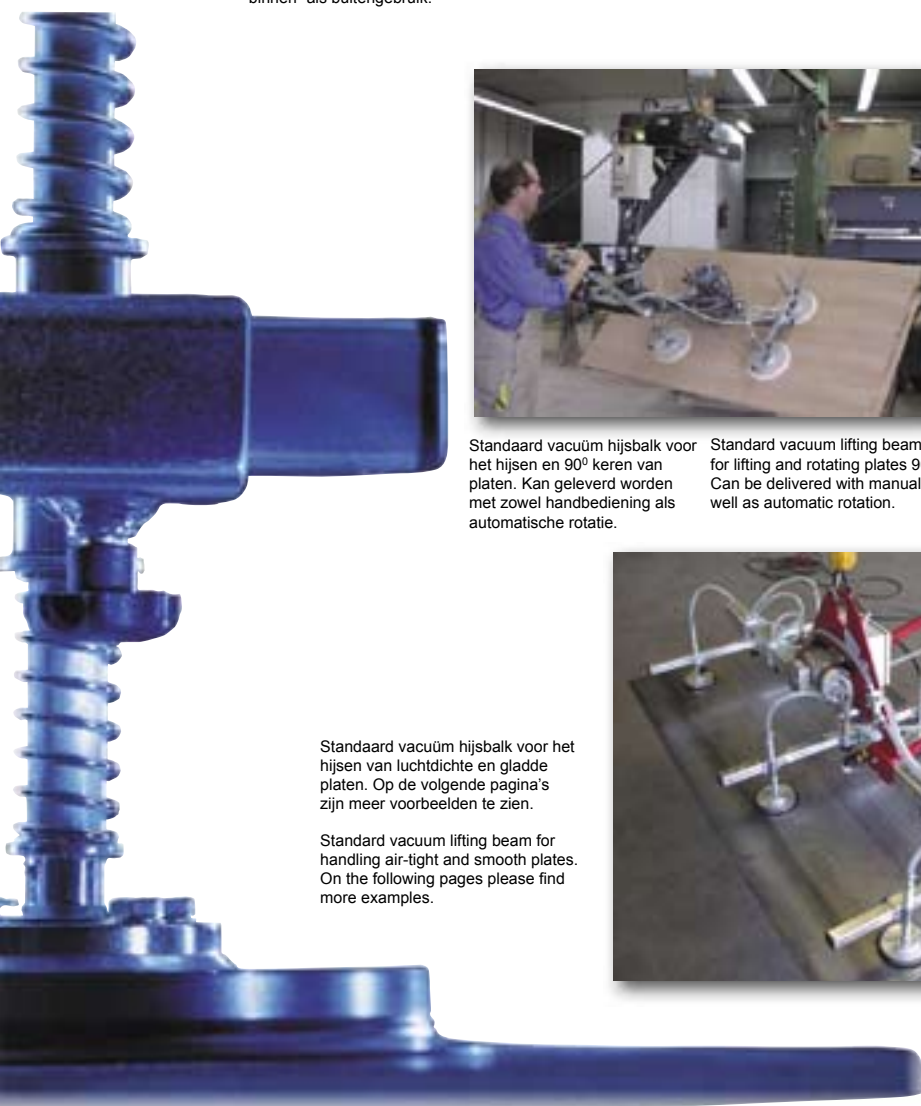 binnen- als buitengebruik.
Standaard vacuüm hijsbalk voor
het hijsen en 90⁰ keren van
platen. Kan geleverd worden
met zowel handbediening als
automatische rotatie.
Standard vacuum lifting beam
for lifting and rotating plates 9
Can be delivered with manual
well as automatic rotation.
Standaard vacuüm hijsbalk voor het
hijsen van luchtdichte en gladde
platen. Op de volgende pagina's
zijn meer voorbeelden te zien.
Standard vacuum lifting beam for
handling air-tight and smooth plates.
On the following pages please find
more examples.